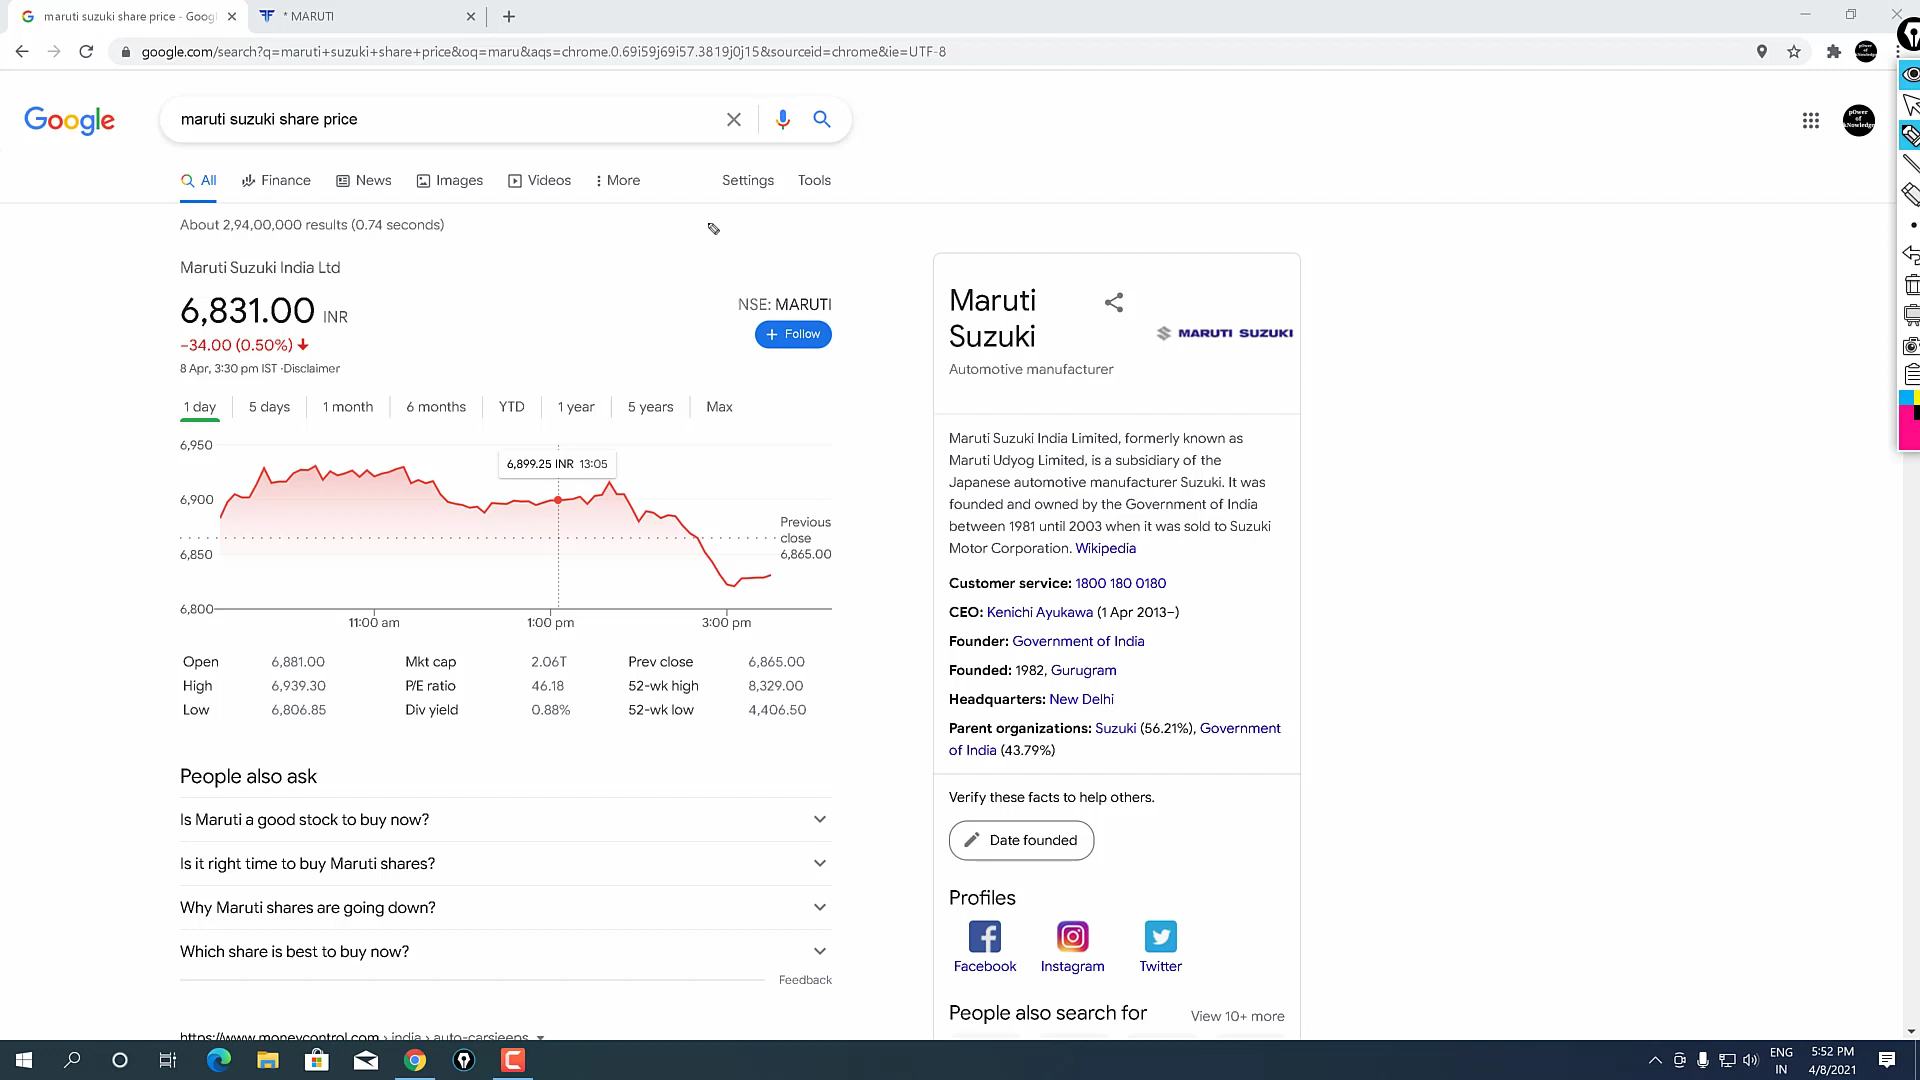 maruti suzuki share price - Goog
* MARUTI
google.com/search?q=maruti+suzuki+share+price&oq=maru&aqs=chrome.0.69i59j69i57.3819j0j15&sourceid=chrome&ie=UTF-8
Google
maruti suzuki share price
pOwer of kNowledge
All Finance News Images Videos More Settings Tools
About 2,94,00,000 results (0.74 seconds)
Maruti Suzuki India Ltd
6,831.00 INR
NSE: MARUTI
+ Follow
−34.00 (0.50%)
8 Apr, 3:30 pm IST ·Disclaimer
1 day 5 days 1 month 6 months YTD 1 year 5 years Max
6,950
6,899.25 INR 13:05
6,900
Previous
close
6,865.00
6,850
6,800
11:00 am 1:00 pm 3:00 pm
Open 6,881.00 Mkt cap 2.06T Prev close 6,865.00
High 6,939.30 P/E ratio 46.18 52-wk high 8,329.00
Low 6,806.85 Div yield 0.88% 52-wk low 4,406.50
People also ask
Is Maruti a good stock to buy now?
Is it right time to buy Maruti shares?
Why Maruti shares are going down?
Which share is best to buy now?
Feedback
https://www.moneycontrol.com › india › auto-carsjeeps
Maruti
Suzuki
MARUTI SUZUKI
Automotive manufacturer
Maruti Suzuki India Limited, formerly known as
Maruti Udyog Limited, is a subsidiary of the
Japanese automotive manufacturer Suzuki. It was
founded and owned by the Government of India
between 1981 until 2003 when it was sold to Suzuki
Motor Corporation. Wikipedia
Customer service: 1800 180 0180
CEO: Kenichi Ayukawa (1 Apr 2013–)
Founder: Government of India
Founded: 1982, Gurugram
Headquarters: New Delhi
Parent organizations: Suzuki (56.21%), Government
of India (43.79%)
Verify these facts to help others.
Date founded
Profiles
Facebook Instagram Twitter
People also search for View 10+ more
ENG
IN
5:52 PM
4/8/2021